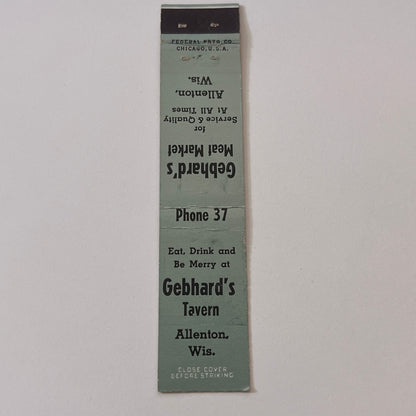 FEDERAL MATCH CO.
CHICAGO, U.S.A.
Gebhard's
Meat Market
for
Service & Quality
At All Times
Allenton,
Wis.
Phone 37
Eat, Drink and
Be Merry at
Gebhard's
Tavern
Allenton,
Wis.
CLOSE COVER
BEFORE STRIKING